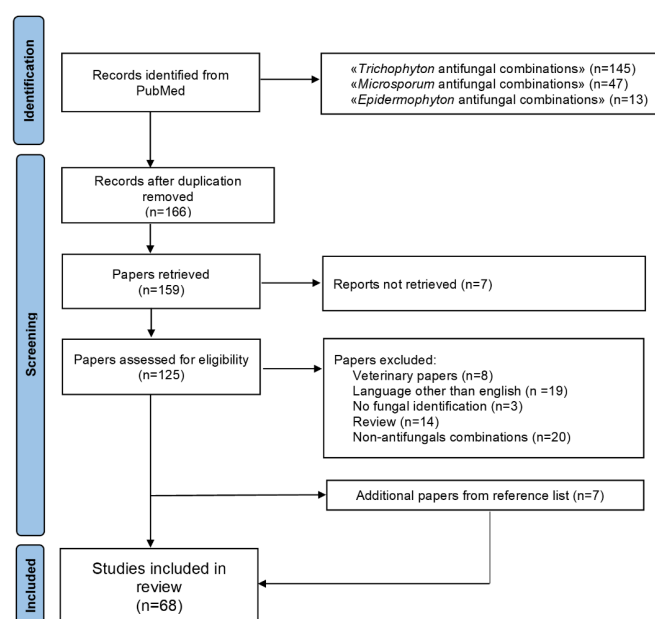 Identification
Records identified from
PubMed
«Trichophyton antifungal combinations» (n=145)
«Microsporum antifungal combinations» (n=47)
«Epidermophyton antifungal combinations» (n=13)
Screening
Records after duplication
removed
(n=166)
Papers retrieved
(n=159)
Reports not retrieved (n=7)
Papers assessed for eligibility
(n=125)
Papers excluded:
Veterinary papers (n=8)
Language other than english (n =19)
No fungal identification (n=3)
Review (n=14)
Non-antifungals combinations (n=20)
Additional papers from reference list (n=7)
Included
Studies included in
review
(n=68)